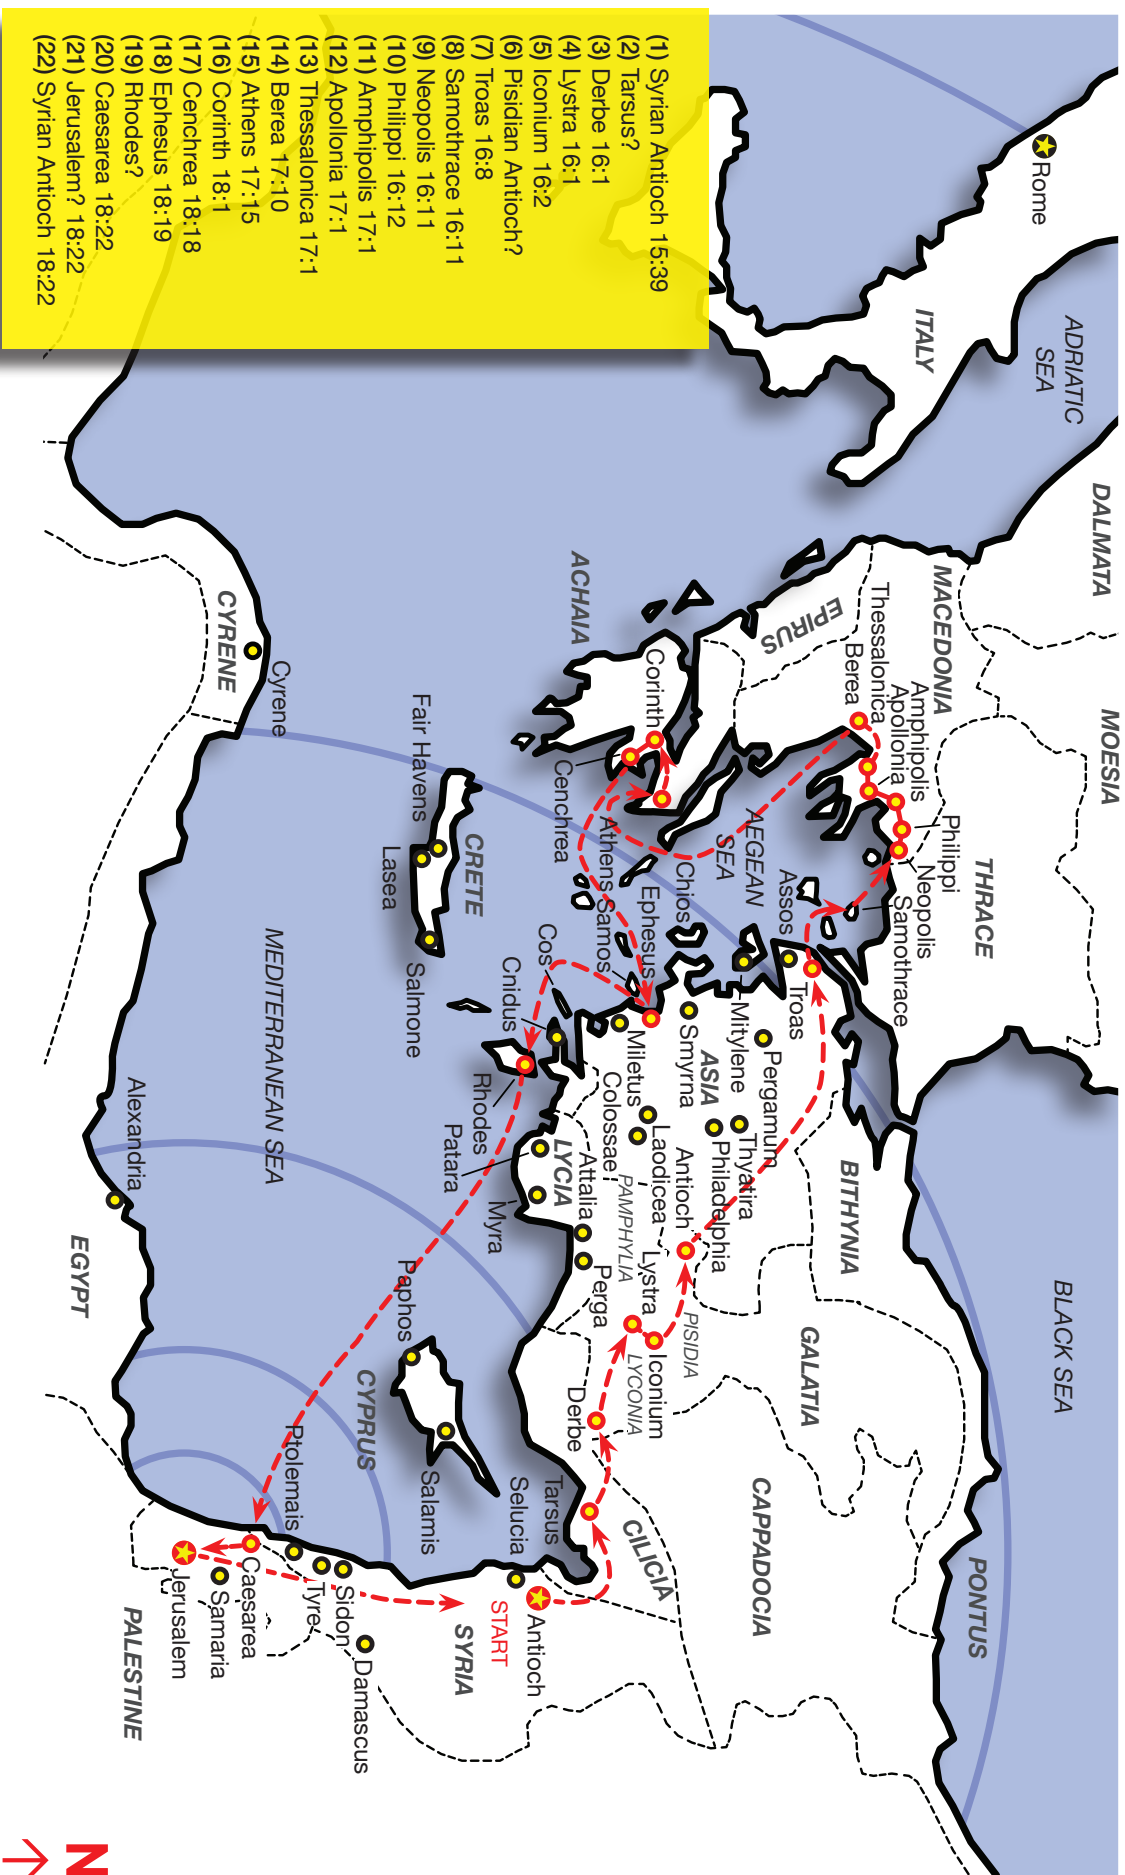 Rome
ITALY
ADRIATIC
SEA
DALMATA
MOESIA
MACEDONIA
THRACE
EPIRUS
ACHAIA
Thessalonica
Berea
Amphipolis
Apollonia
Philippi
Neopolis
Samothrace
Corinth
Cenchrea
Athens
AEGEAN
SEA
Assos
Troas
Chios
Samos
Ephesus
Mitylene
Smyrna
Pergamum
Thyatira
Philadelphia
ASIA
Miletus
Colossae
Laodicea
Antioch
BITHYNIA
BLACK SEA
PONTUS
GALATIA
CAPPADOCIA
PISIDIA
LYCONIA
PAMPHYLIA
Lystra
Iconium
Derbe
CILICIA
Tarsus
Selucia
Antioch
START
SYRIA
Attalia
Perga
LYCIA
Myra
Patara
Rhodes
Cnidus
Cos
CRETE
Fair Havens
Lasea
Salmone
CYPRUS
Paphos
Salamis
MEDITERRANEAN SEA
CYRENE
Cyrene
Alexandria
EGYPT
Ptolemais
Tyre
Sidon
Damascus
Caesarea
Samaria
Jerusalem
PALESTINE
N
(1) Syrian Antioch 15:39
(2) Tarsus?
(3) Derbe 16:1
(4) Lystra 16:1
(5) Iconium 16:2
(6) Pisidian Antioch?
(7) Troas 16:8
(8) Samothrace 16:11
(9) Neopolis 16:11
(10) Philippi 16:12
(11) Amphipolis 17:1
(12) Apollonia 17:1
(13) Thessalonica 17:1
(14) Berea 17:10
(15) Athens 17:15
(16) Corinth 18:1
(17) Cenchrea 18:18
(18) Ephesus 18:19
(19) Rhodes?
(20) Caesarea 18:22
(21) Jerusalem? 18:22
(22) Syrian Antioch 18:22